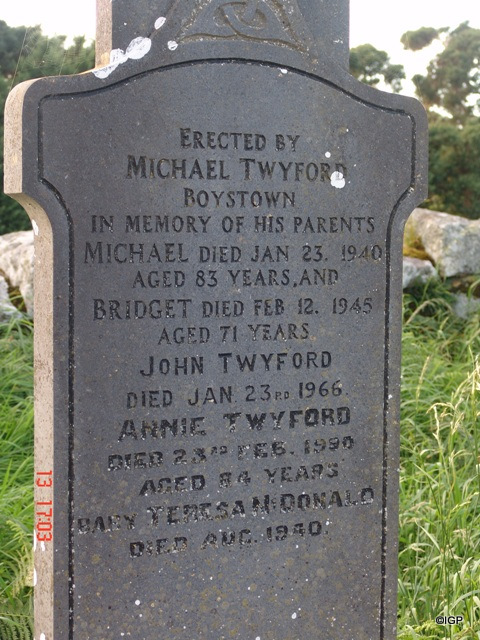 ERECTED BY
MICHAEL TWYFORD
BOYSTOWN
IN MEMORY OF HIS PARENTS
MICHAEL DIED JAN 23. 1940
AGED 83 YEARS, AND
BRIDGET DIED FEB 12. 1945
AGED 71 YEARS
JOHN TWYFORD
DIED JAN. 23RD 1966.
ANNIE TWYFORD
DIED 23RD FEB. 1990
AGED 84 YEARS
BABY TERESA McDONALD
DIED AUG. 1940.
13 17:03
©IGP